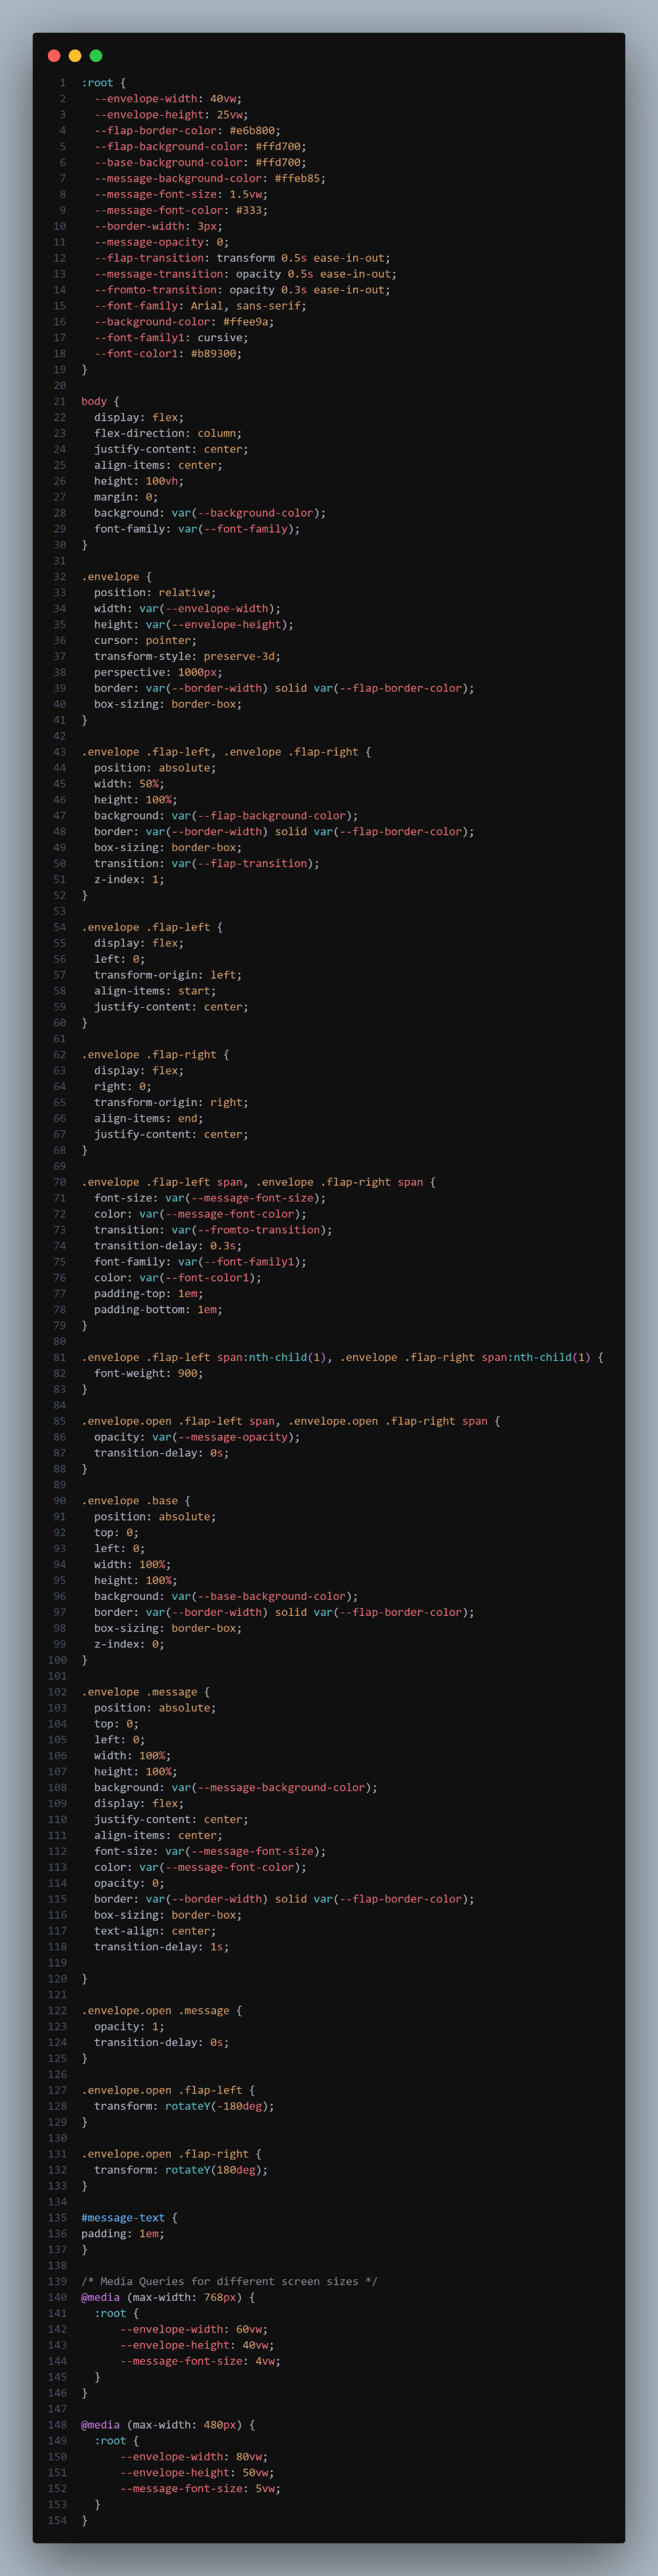 1 :root {
2 --envelope-width: 40vw;
3 --envelope-height: 25vw;
4 --flap-border-color: #e6b800;
5 --flap-background-color: #ffd700;
6 --base-background-color: #ffd700;
7 --message-background-color: #ffeb85;
8 --message-font-size: 1.5vw;
9 --message-font-color: #333;
10 --border-width: 3px;
11 --message-opacity: 0;
12 --flap-transition: transform 0.5s ease-in-out;
13 --message-transition: opacity 0.5s ease-in-out;
14 --fromto-transition: opacity 0.3s ease-in-out;
15 --font-family: Arial, sans-serif;
16 --background-color: #ffee9a;
17 --font-family1: cursive;
18 --font-color1: #b89300;
19 }
20
21 body {
22 display: flex;
23 flex-direction: column;
24 justify-content: center;
25 align-items: center;
26 height: 100vh;
27 margin: 0;
28 background: var(--background-color);
29 font-family: var(--font-family);
30 }
31
32 .envelope {
33 position: relative;
34 width: var(--envelope-width);
35 height: var(--envelope-height);
36 cursor: pointer;
37 transform-style: preserve-3d;
38 perspective: 1000px;
39 border: var(--border-width) solid var(--flap-border-color);
40 box-sizing: border-box;
41 }
42
43 .envelope .flap-left, .envelope .flap-right {
44 position: absolute;
45 width: 50%;
46 height: 100%;
47 background: var(--flap-background-color);
48 border: var(--border-width) solid var(--flap-border-color);
49 box-sizing: border-box;
50 transition: var(--flap-transition);
51 z-index: 1;
52 }
53
54 .envelope .flap-left {
55 display: flex;
56 left: 0;
57 transform-origin: left;
58 align-items: start;
59 justify-content: center;
60 }
61
62 .envelope .flap-right {
63 display: flex;
64 right: 0;
65 transform-origin: right;
66 align-items: end;
67 justify-content: center;
68 }
69
70 .envelope .flap-left span, .envelope .flap-right span {
71 font-size: var(--message-font-size);
72 color: var(--message-font-color);
73 transition: var(--fromto-transition);
74 transition-delay: 0.3s;
75 font-family: var(--font-family1);
76 color: var(--font-color1);
77 padding-top: 1em;
78 padding-bottom: 1em;
79 }
80
81 .envelope .flap-left span:nth-child(1), .envelope .flap-right span:nth-child(1) {
82 font-weight: 900;
83 }
84
85 .envelope.open .flap-left span, .envelope.open .flap-right span {
86 opacity: var(--message-opacity);
87 transition-delay: 0s;
88 }
89
90 .envelope .base {
91 position: absolute;
92 top: 0;
93 left: 0;
94 width: 100%;
95 height: 100%;
96 background: var(--base-background-color);
97 border: var(--border-width) solid var(--flap-border-color);
98 box-sizing: border-box;
99 z-index: 0;
100 }
101
102 .envelope .message {
103 position: absolute;
104 top: 0;
105 left: 0;
106 width: 100%;
107 height: 100%;
108 background: var(--message-background-color);
109 display: flex;
110 justify-content: center;
111 align-items: center;
112 font-size: var(--message-font-size);
113 color: var(--message-font-color);
114 opacity: 0;
115 border: var(--border-width) solid var(--flap-border-color);
116 box-sizing: border-box;
117 text-align: center;
118 transition-delay: 1s;
119
120 }
121
122 .envelope.open .message {
123 opacity: 1;
124 transition-delay: 0s;
125 }
126
127 .envelope.open .flap-left {
128 transform: rotateY(-180deg);
129 }
130
131 .envelope.open .flap-right {
132 transform: rotateY(180deg);
133 }
134
135 #message-text {
136 padding: 1em;
137 }
138
139 /* Media Queries for different screen sizes */
140 @media (max-width: 768px) {
141 :root {
142 --envelope-width: 60vw;
143 --envelope-height: 40vw;
144 --message-font-size: 4vw;
145 }
146 }
147
148 @media (max-width: 480px) {
149 :root {
150 --envelope-width: 80vw;
151 --envelope-height: 50vw;
152 --message-font-size: 5vw;
153 }
154 }